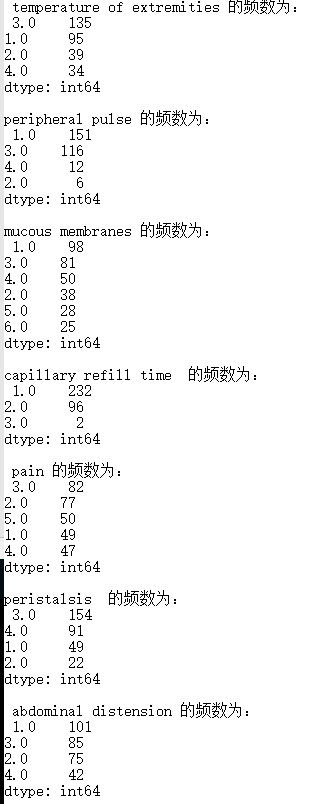 temperature of extremities 的频数为:
3.0    135
1.0     95
2.0     39
4.0     34
dtype: int64
peripheral pulse 的频数为:
1.0    151
3.0    116
4.0     12
2.0      6
dtype: int64
mucous membranes 的频数为:
1.0    98
3.0    81
4.0    50
2.0    38
5.0    28
6.0    25
dtype: int64
capillary refill time  的频数为:
1.0    232
2.0     96
3.0      2
dtype: int64
pain 的频数为:
3.0    82
2.0    77
5.0    50
1.0    49
4.0    47
dtype: int64
peristalsis  的频数为:
3.0    154
4.0     91
1.0     49
2.0     22
dtype: int64
abdominal distension 的频数为:
1.0    101
3.0     85
2.0     75
4.0     42
dtype: int64